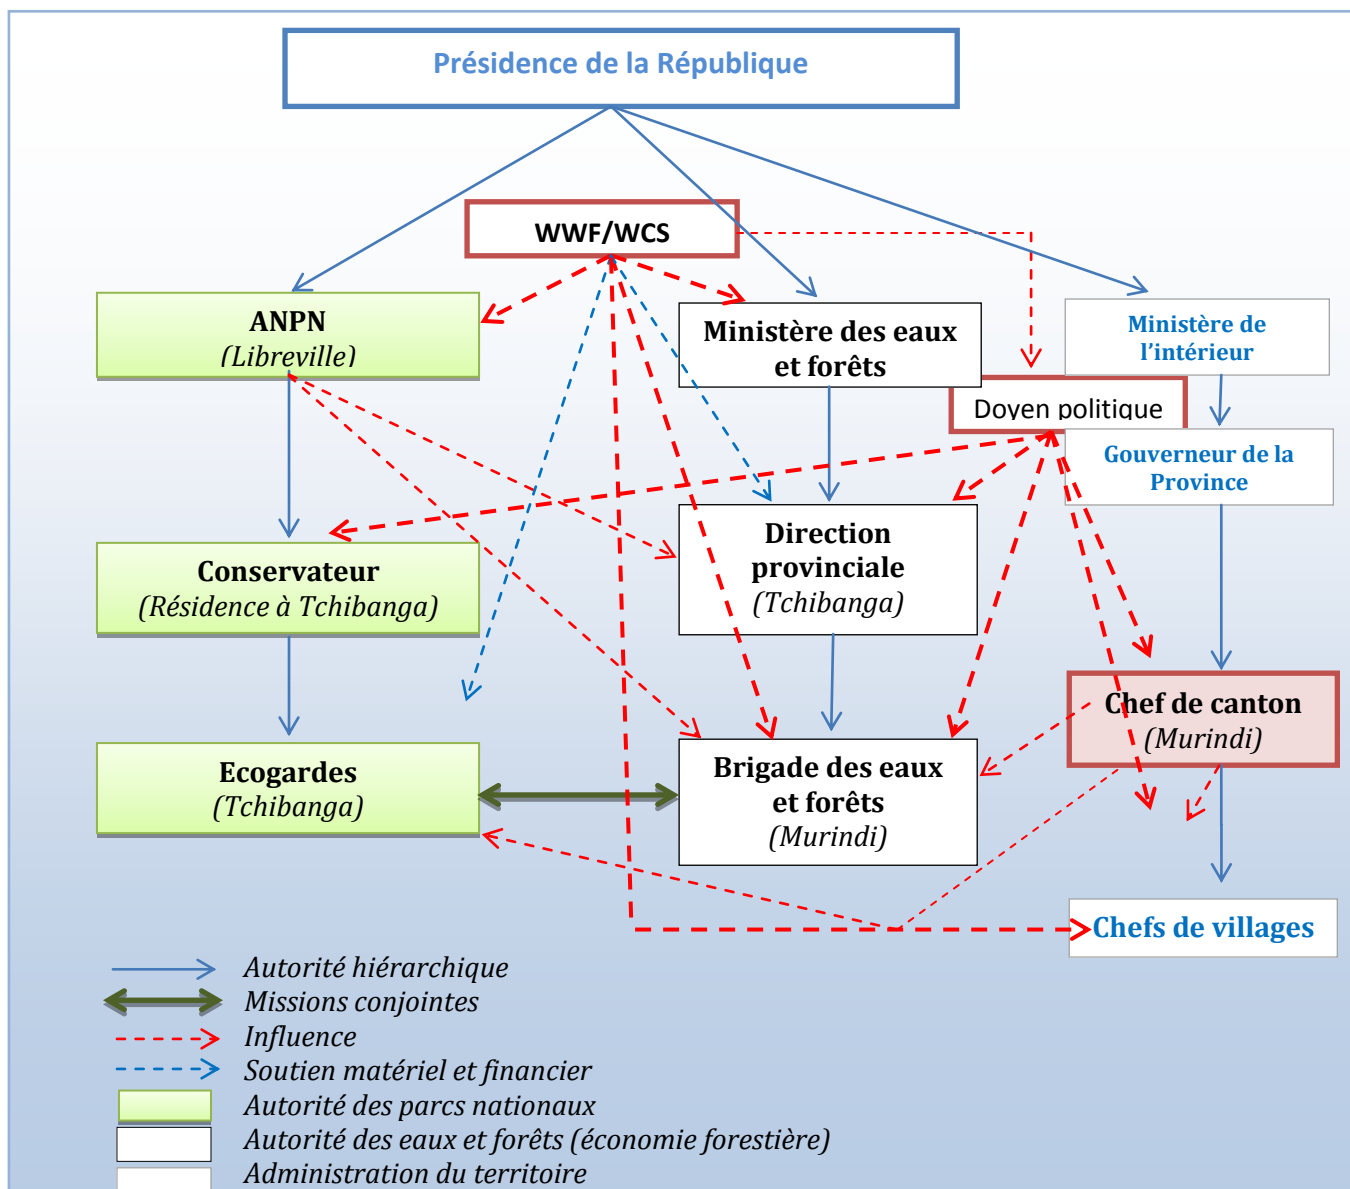 Présidence de la République
WWF/WCS
ANPN
(Libreville)
Ministère des eaux
et forêts
Ministère de
l’intérieur
Doyen politique
Gouverneur de la
Province
Conservateur
(Résidence à Tchibanga)
Direction
provinciale
(Tchibanga)
Chef de canton
(Murindi)
Ecogardes
(Tchibanga)
Brigade des eaux
et forêts
(Murindi)
Chefs de villages
Autorité hiérarchique
Missions conjointes
Influence
Soutien matériel et financier
Autorité des parcs nationaux
Autorité des eaux et forêts (économie forestière)
Administration du territoire